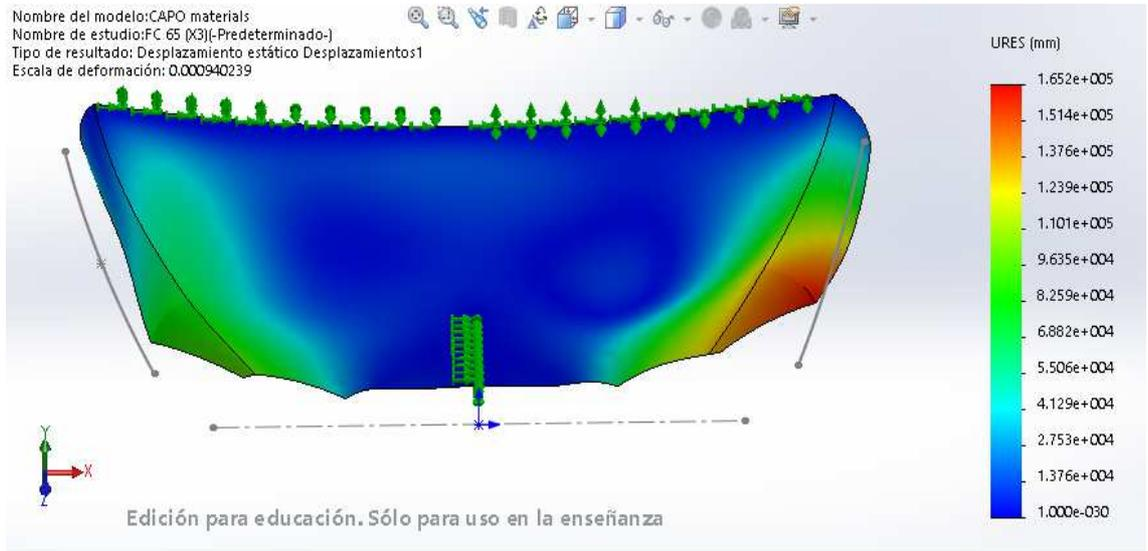 Nombre del modelo:CAPO materials
Nombre de estudio:FC 65 (X3)(-Predeterminado-)
Tipo de resultado: Desplazamiento estático Desplazamientos1
Escala de deformación: 0.000940239
URES (mm)
1.652e+005
1.514e+005
1.376e+005
1.239e+005
1.101e+005
9.635e+004
8.259e+004
6.882e+004
5.506e+004
4.129e+004
2.753e+004
1.376e+004
1.000e-030
Y
X
Z
Edición para educación. Sólo para uso en la enseñanza